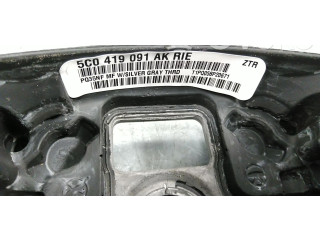 5C0 419 091 AK RIE
ZTR
PQ35NF MF W/SILVER GRAY THRD